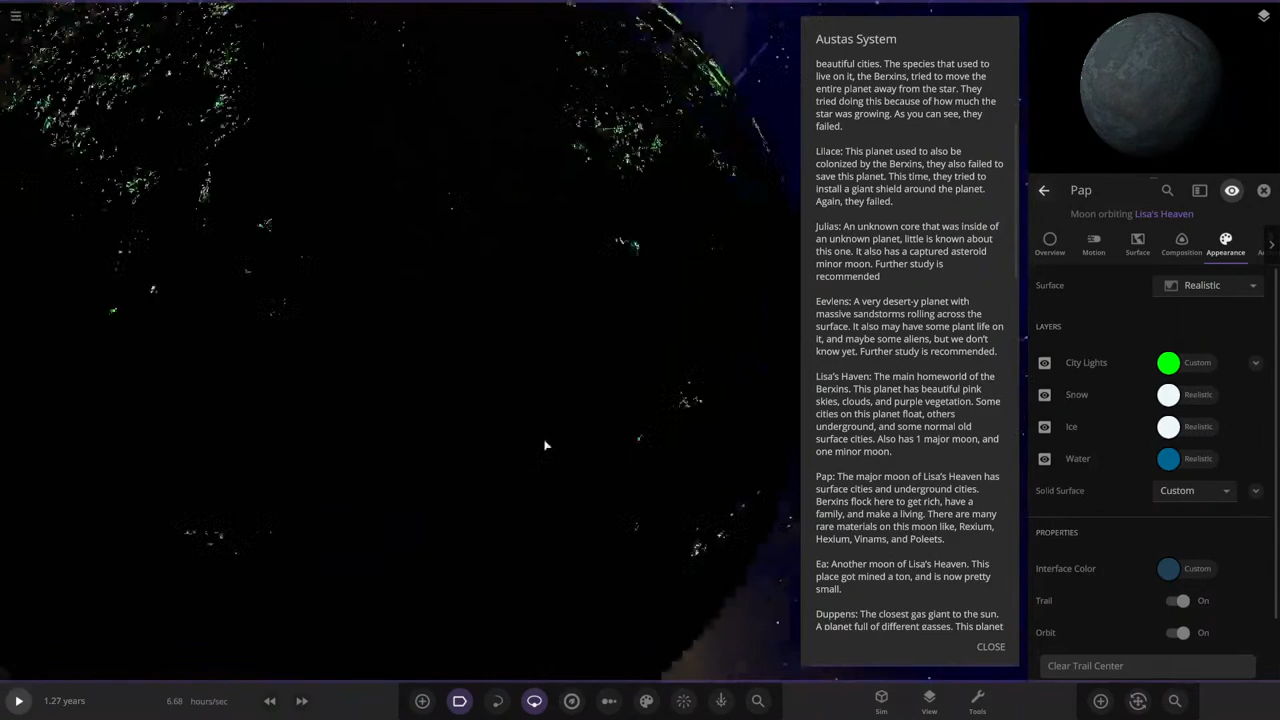 Austas System
beautiful cities. The species that used to
live on it, the Berxins, tried to move the
entire planet away from the star. They
tried doing this because of how much the
star was growing. As you can see, they
failed.
Lilace: This planet used to also be
colonized by the Berxins, they also failed to
save this planet. This time, they tried to
install a giant shield around the planet.
Again, they failed.
Julias: An unknown core that was inside of
an unknown planet, little is known about
this one. It also has a captured asteroid
minor moon. Further study is
recommended
Eevlens: A very desert-y planet with
massive sandstorms rolling across the
surface. It also may have some plant life on
it, and maybe some aliens, but we don't
know yet. Further study is recommended.
Lisa's Haven: The main homeworld of the
Berxins. This planet has beautiful pink
skies, clouds, and purple vegetation. Some
cities on this planet float, others
underground, and some normal old
surface cities. Also has 1 major moon, and
one minor moon.
Pap: The major moon of Lisa's Heaven has
surface cities and underground cities.
Berxins flock here to get rich, have a
family, and make a living. There are many
rare materials on this moon like, Rexium,
Hexium, Vinams, and Poleets.
Ea: Another moon of Lisa's Heaven. This
place got mined a ton, and is now pretty
small.
Duppens: The closest gas giant to the sun.
A planet full of different gasses. This planet
CLOSE
Pap
Moon orbiting Lisa's Heaven
Overview
Motion
Surface
Composition
Appearance
Surface
Realistic
LAYERS
City Lights
Custom
Snow
Realistic
Ice
Realistic
Water
Realistic
Solid Surface
Custom
PROPERTIES
Interface Color
Custom
Trail
On
Orbit
On
Clear Trail Center
1.27 years
6.68 hours/sec
Sim
View
Tools